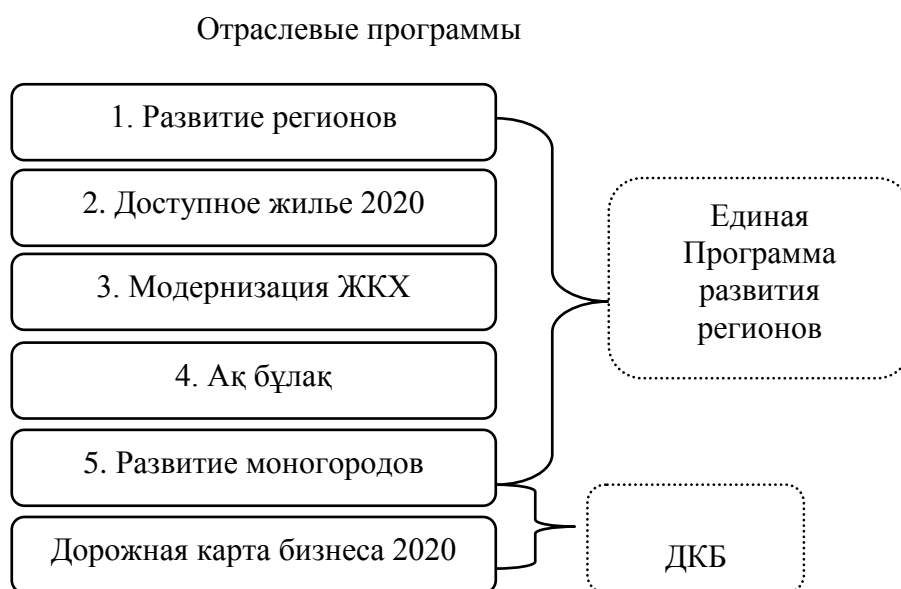 Отраслевые программы
1. Развитие регионов
2. Доступное жилье 2020
3. Модернизация ЖКХ
4. Ақ бұлақ
5. Развитие моногородов
Дорожная карта бизнеса 2020
Единая
Программа
развития
регионов
ДКБ